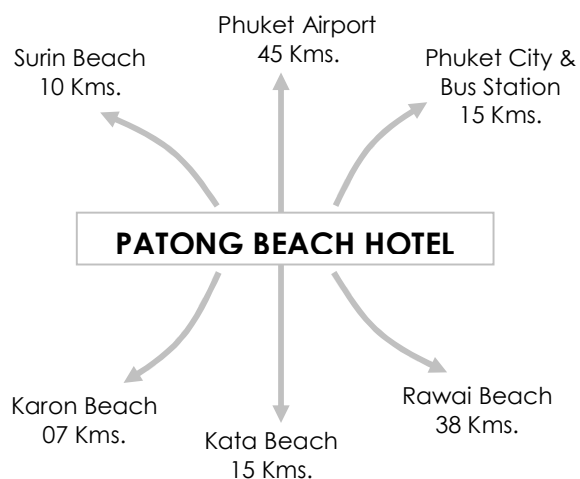 Phuket Airport
45 Kms.
Surin Beach
10 Kms.
Phuket City &
Bus Station
15 Kms.
PATONG BEACH HOTEL
Karon Beach
07 Kms.
Kata Beach
15 Kms.
Rawai Beach
38 Kms.